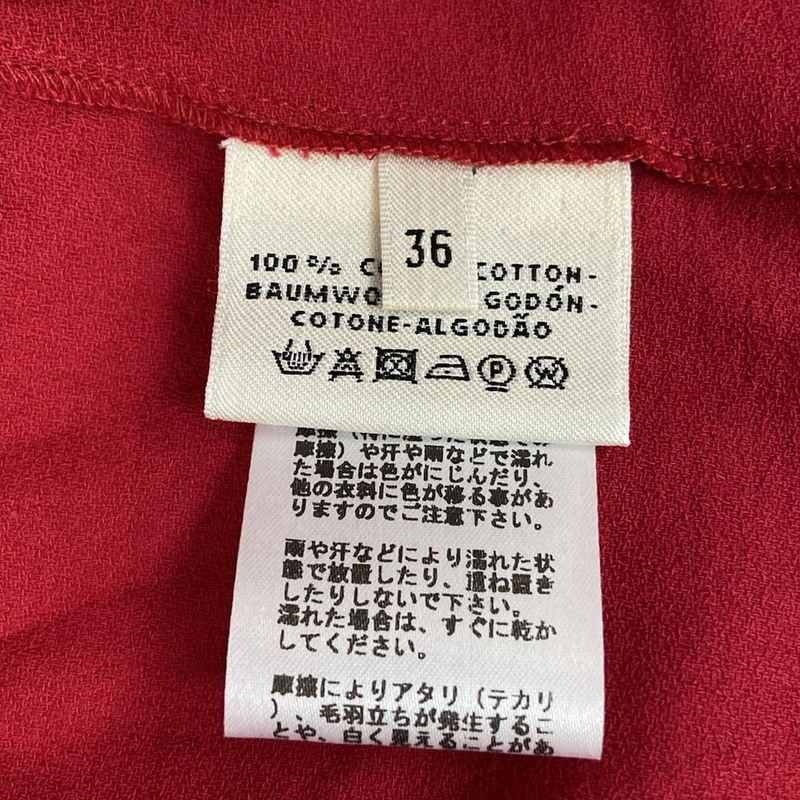 36
100% C COTTON-
BAUMWO GODÓN-
COTONE-ALGODÃO
P
W
摩擦）や汗や雨などで濡れ
た場合は色がにじんだり、
他の衣料に色が移る事があ
りますのでご注意下さい。
雨や汗などにより濡れた状
態で放置したり、重ね置き
したりしないで下さい。
濡れた場合は、すぐに乾か
してください。
摩擦によりアタリ（テカリ
）、毛羽立ちが発生するこ
とや、白く見えることがあ